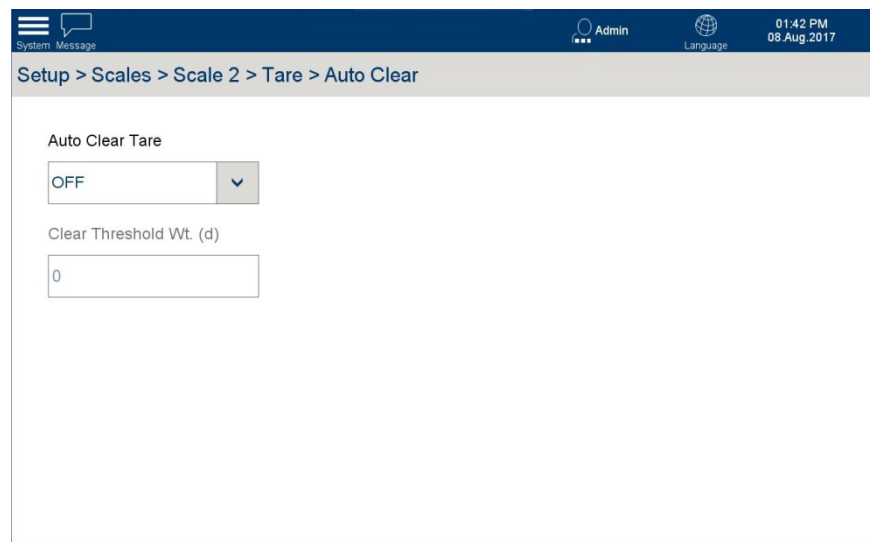 System Message
Admin
Language
01:42 PM
08.Aug.2017
Setup > Scales > Scale 2 > Tare > Auto Clear
Auto Clear Tare
OFF
Clear Threshold Wt. (d)
0